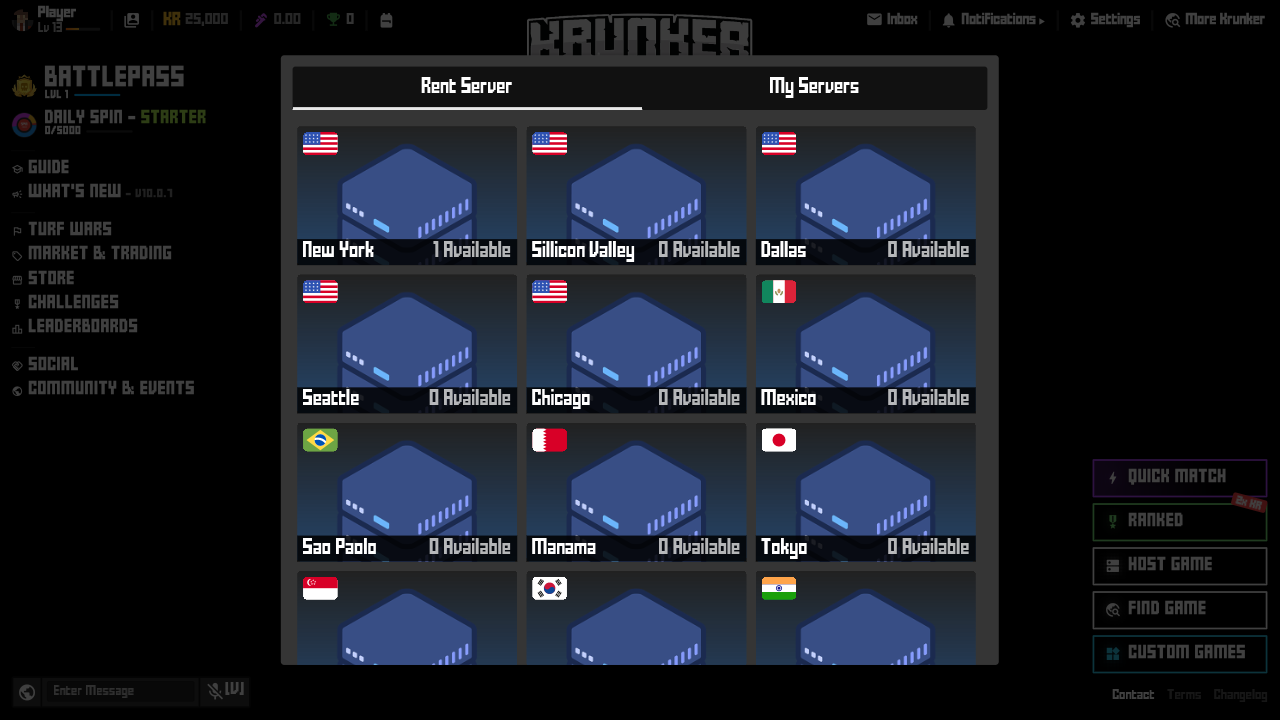 Player
Lv 13
KR 25,000
0.00
0
Inbox
Notifications
Settings
More Krunker
KRUNKER
BATTLEPASS
LVL 1
DAILY SPIN - STARTER
0/5000
GUIDE
WHAT'S NEW - V10.0.7
TURF WARS
MARKET & TRADING
STORE
CHALLENGES
LEADERBOARDS
SOCIAL
COMMUNITY & EVENTS
Rent Server
My Servers
New York 1 Available
Sillicon Valley 0 Available
Dallas 0 Available
Seattle 0 Available
Chicago 0 Available
Mexico 0 Available
Sao Paolo 0 Available
Manama 0 Available
Tokyo 0 Available
QUICK MATCH
2x KR
RANKED
HOST GAME
FIND GAME
CUSTOM GAMES
Enter Message
[V]
Contact Terms Changelog